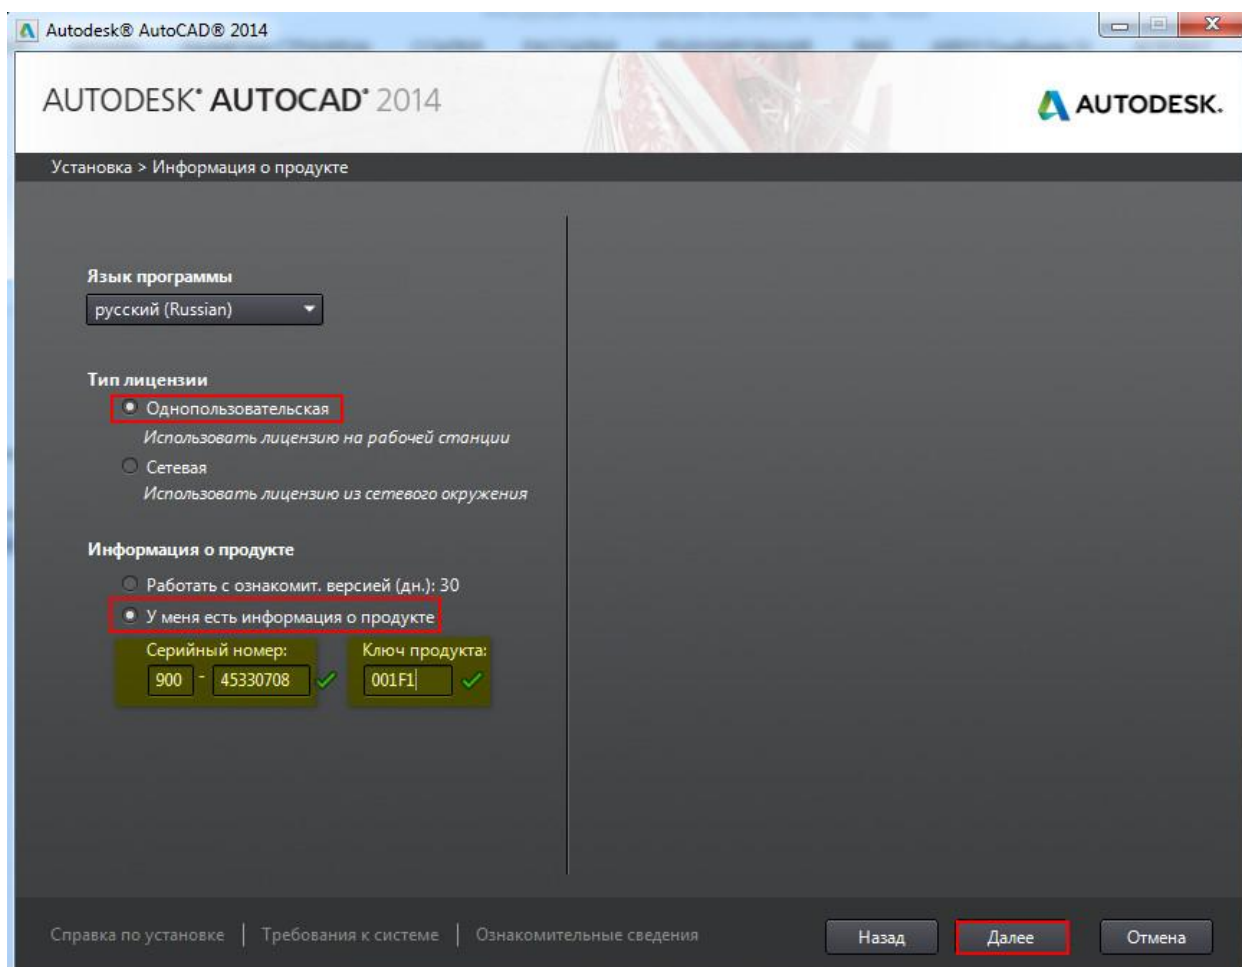 Autodesk® AutoCAD® 2014
AUTODESK® AUTOCAD® 2014
AUTODESK.
Установка > Информация о продукте
Язык программы
русский (Russian)
Тип лицензии
Однопользовательская
Использовать лицензию на рабочей станции
Сетевая
Использовать лицензию из сетевого окружения
Информация о продукте
Работать с ознакомит. версией (дн.): 30
У меня есть информация о продукте
Серийный номер: Ключ продукта:
900 - 45330708 001F1
Справка по установке | Требования к системе | Ознакомительные сведения
Назад Далее Отмена